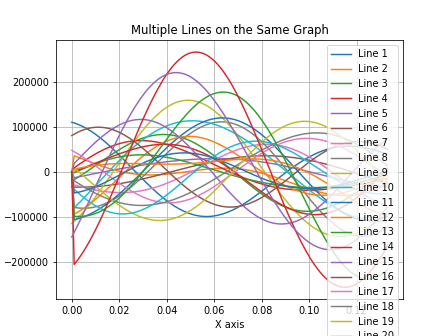 Multiple Lines on the Same Graph
200000
100000
0
−100000
−200000
0.00
0.02
0.04
0.06
0.08
0.10
X axis
Line 1
Line 2
Line 3
Line 4
Line 5
Line 6
Line 7
Line 8
Line 9
Line 10
Line 11
Line 12
Line 13
Line 14
Line 15
Line 16
Line 17
Line 18
Line 19
Line 20